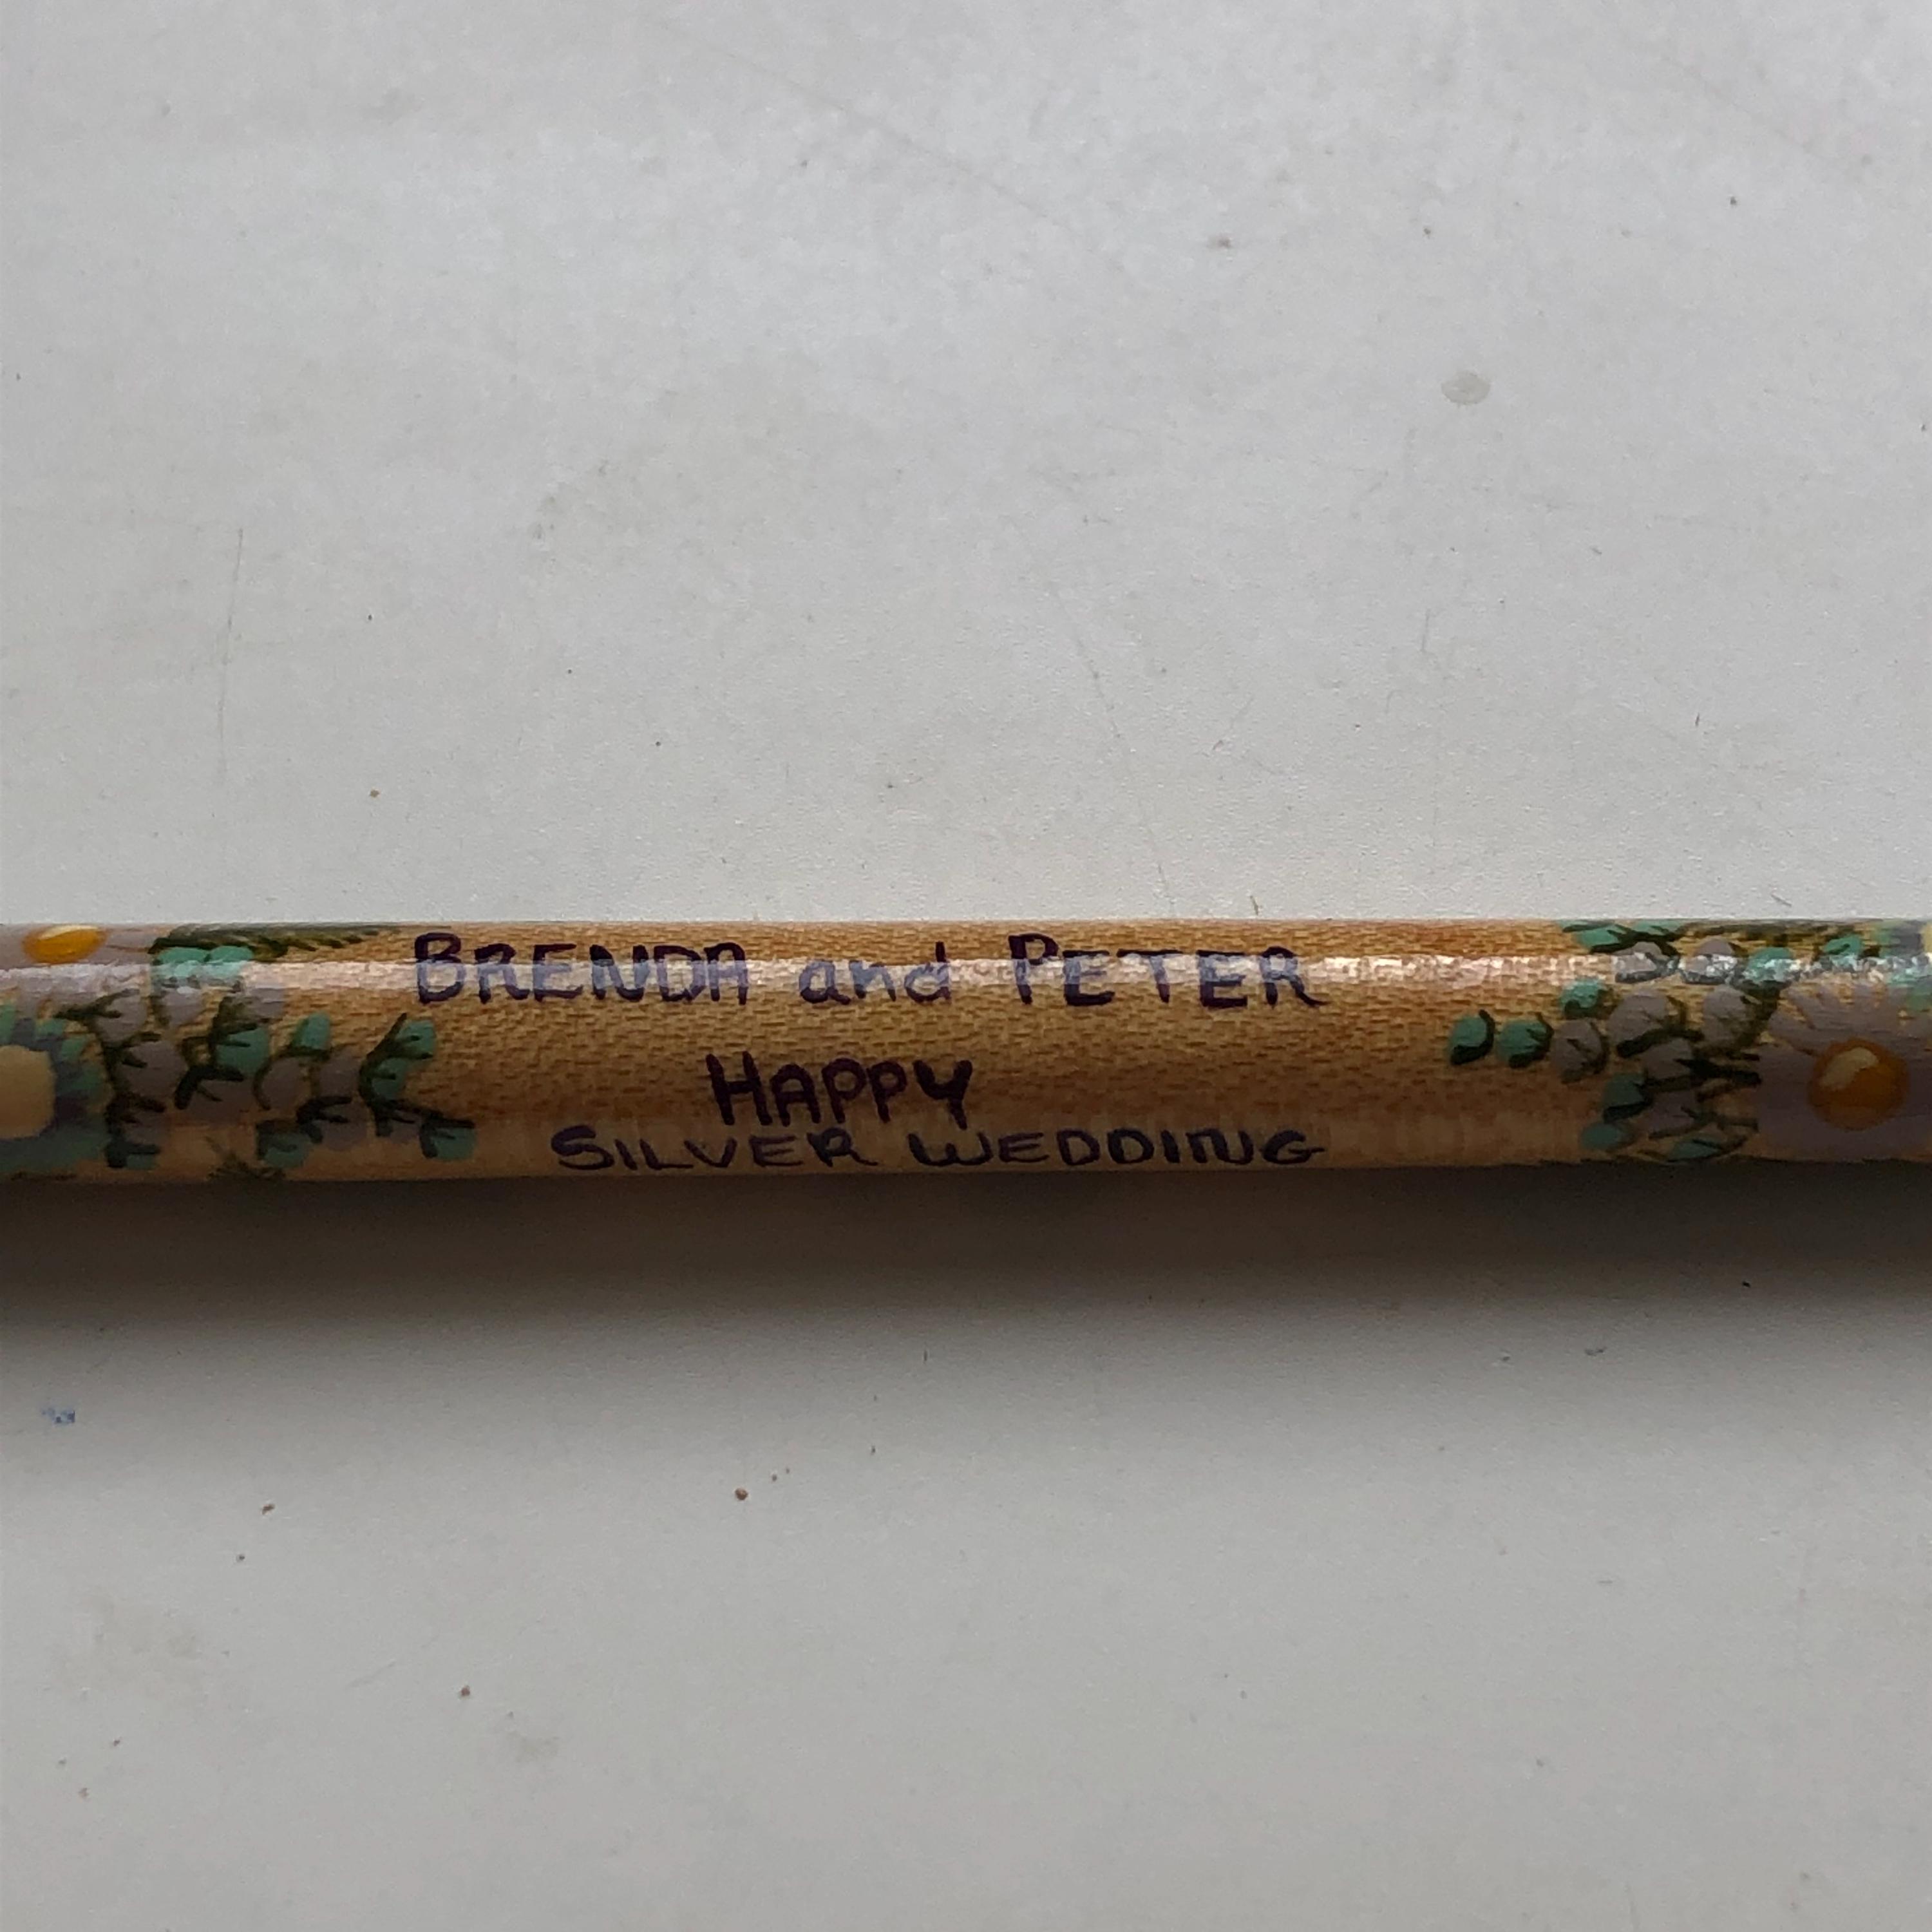 BRENDA and PETER
HAPPY
SILVER WEDDING